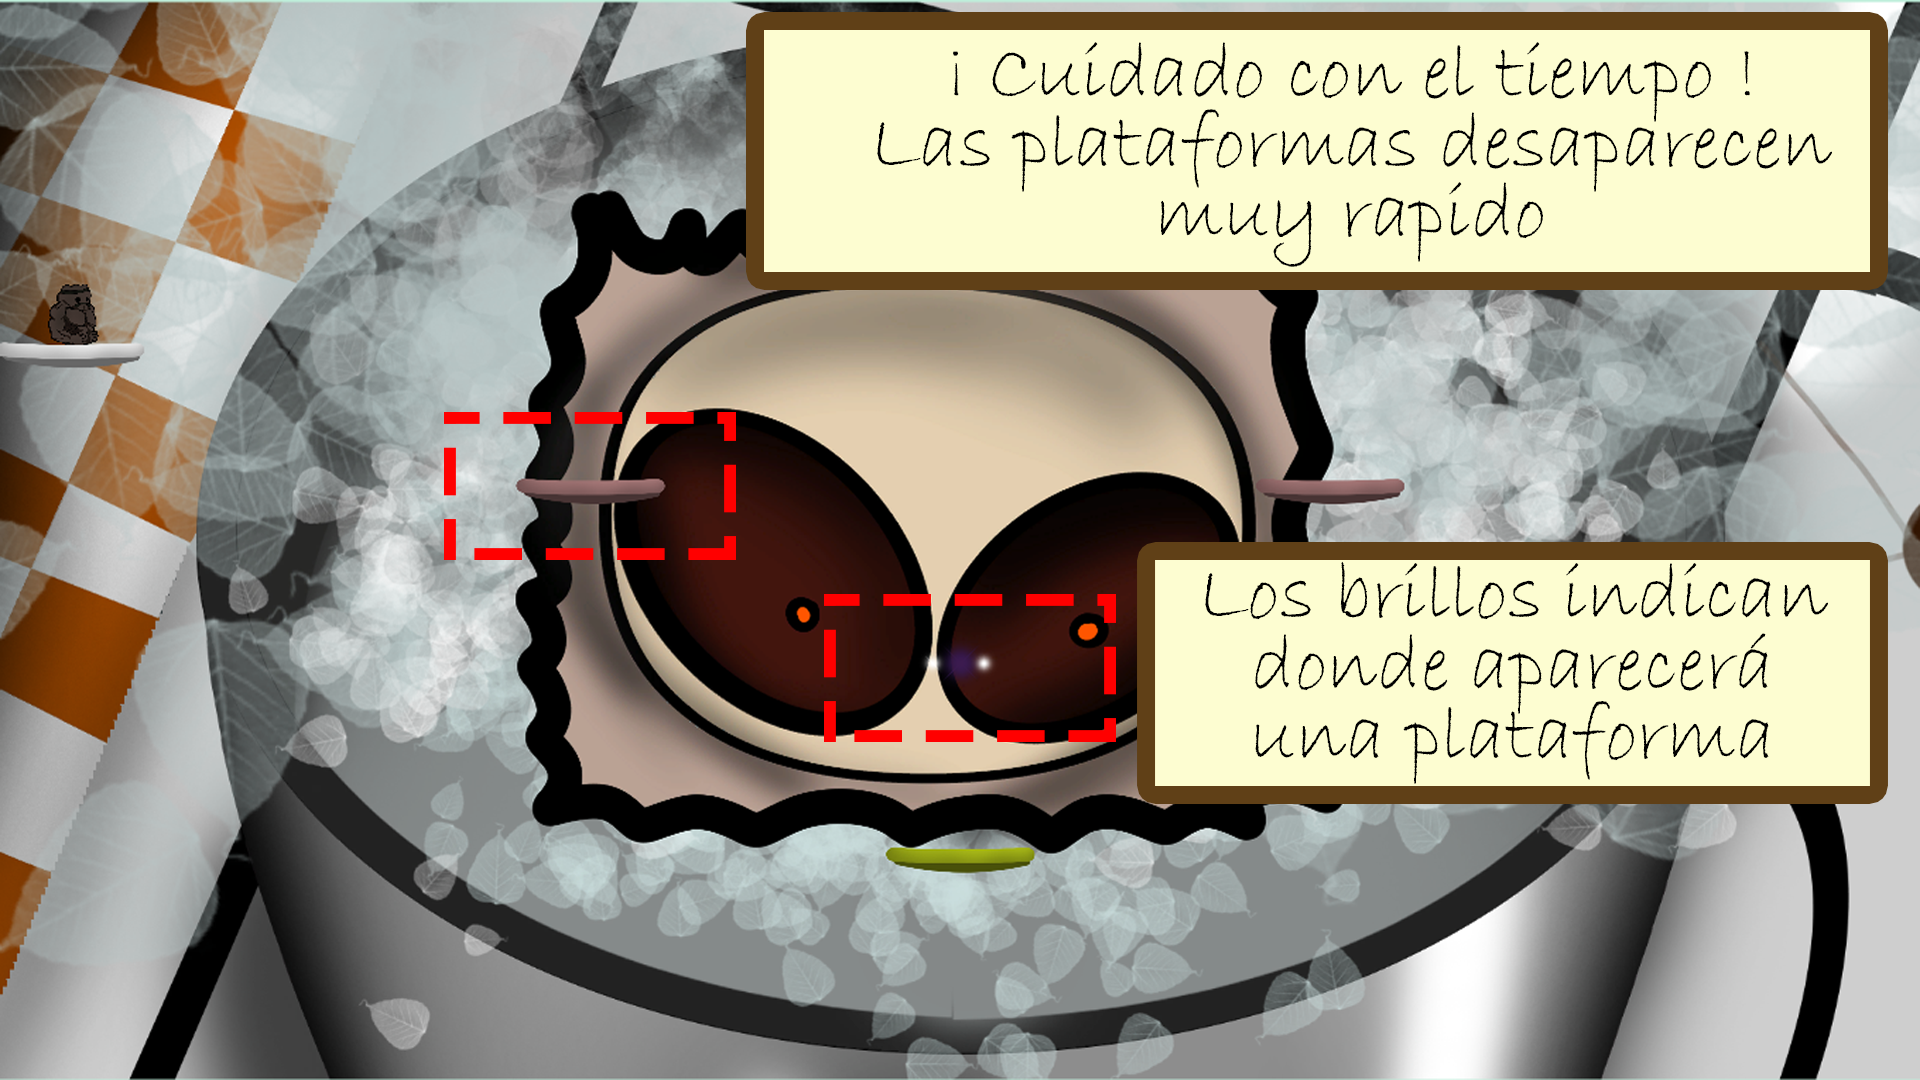 ¡ Cuidado con el tiempo !
Las plataformas desaparecen
muy rapido
Los brillos indican
donde aparecerá
una plataforma